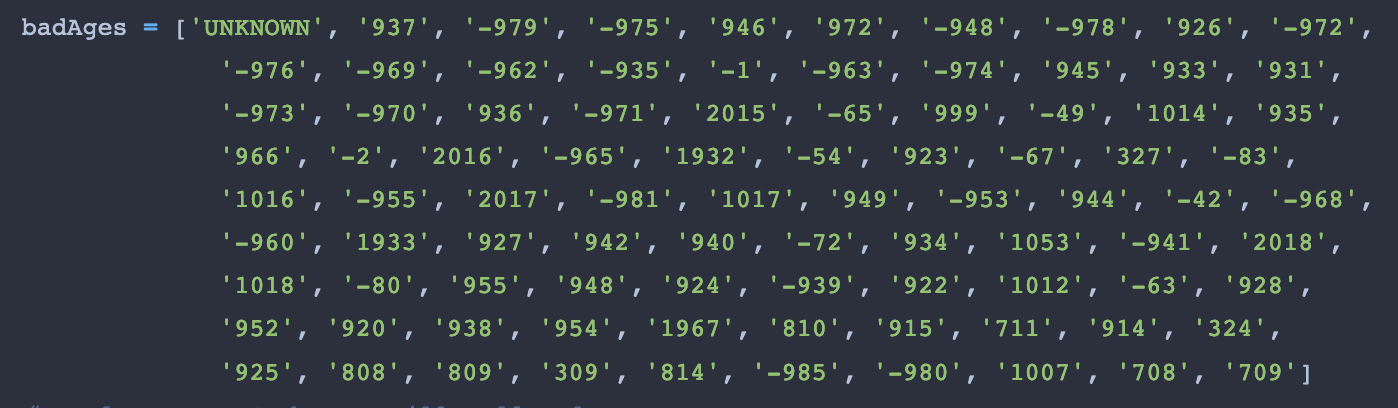 badAges = ['UNKNOWN', '937', '-979', '-975', '946', '972', '-948', '-978', '926', '-972',
'-976', '-969', '-962', '-935', '-1', '-963', '-974', '945', '933', '931',
'-973', '-970', '936', '-971', '2015', '-65', '999', '-49', '1014', '935',
'966', '-2', '2016', '-965', '1932', '-54', '923', '-67', '327', '-83',
'1016', '-955', '2017', '-981', '1017', '949', '-953', '944', '-42', '-968',
'-960', '1933', '927', '942', '940', '-72', '934', '1053', '-941', '2018',
'1018', '-80', '955', '948', '924', '-939', '922', '1012', '-63', '928',
'952', '920', '938', '954', '1967', '810', '915', '711', '914', '324',
'925', '808', '809', '309', '814', '-985', '-980', '1007', '708', '709']